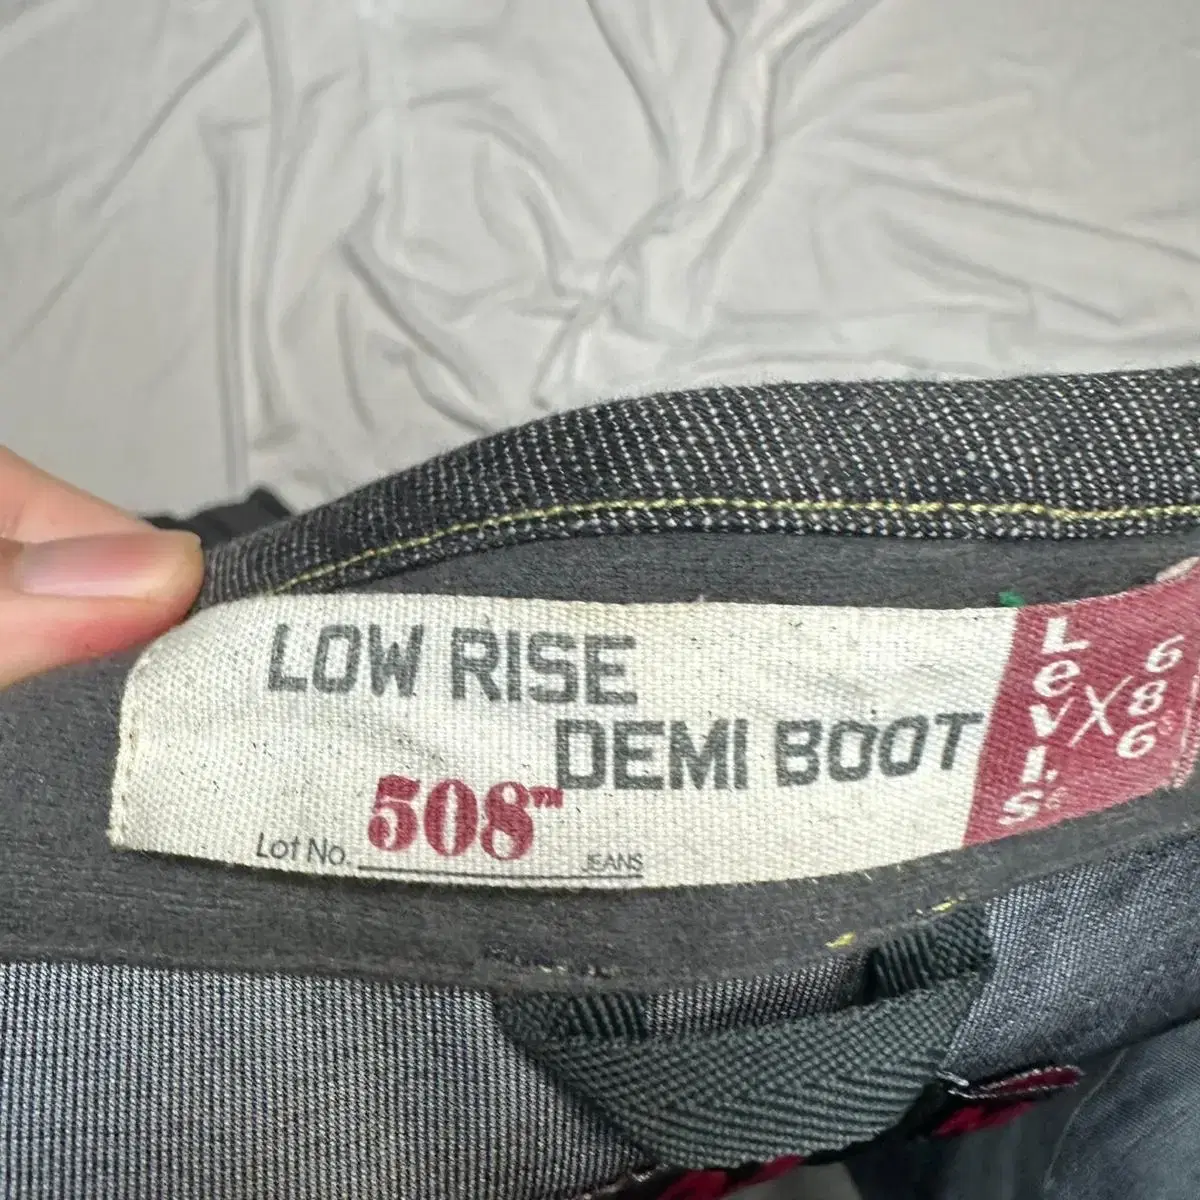 LOW RISE
DEMI BOOT
Lot No. 508™ JEANS
Levi's
X
686